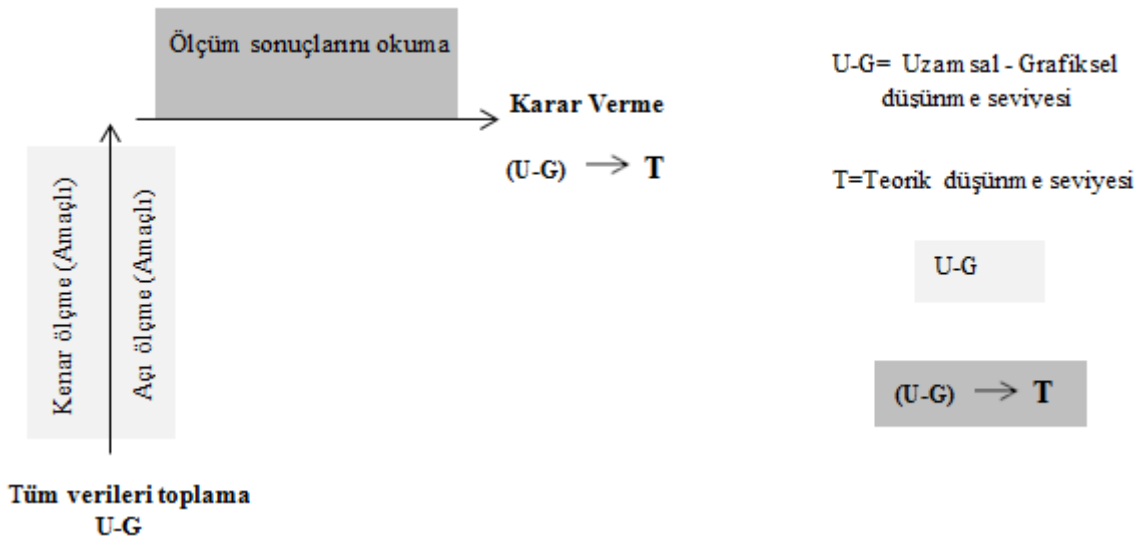 Ölçüm sonuçlarını okuma
Karar Verme
(U-G) → T
Kenar ölçme (Amaçlı)
Açı ölçme (Amaçlı)
Tüm verileri toplama
U-G
U-G= Uzamsal - Grafiksel
düşünme seviyesi
T=Teorik düşünme seviyesi
U-G
(U-G) → T